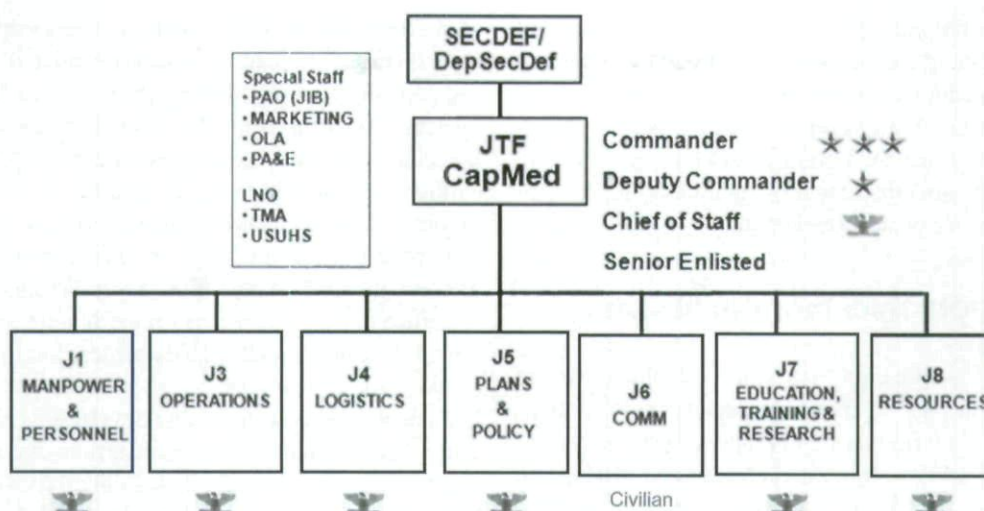 SECDEF/
DepSecDef
Special Staff
•PAO (JIB)
•MARKETING
•OLA
•PA&E
LNO
•TMA
•USUHS
JTF
CapMed
Commander
Deputy Commander
Chief of Staff
Senior Enlisted
J1
MANPOWER
&
PERSONNEL
J3
OPERATIONS
J4
LOGISTICS
J5
PLANS
&
POLICY
J6
COMM
J7
EDUCATION,
TRAINING &
RESEARCH
J8
RESOURCES
Civilian